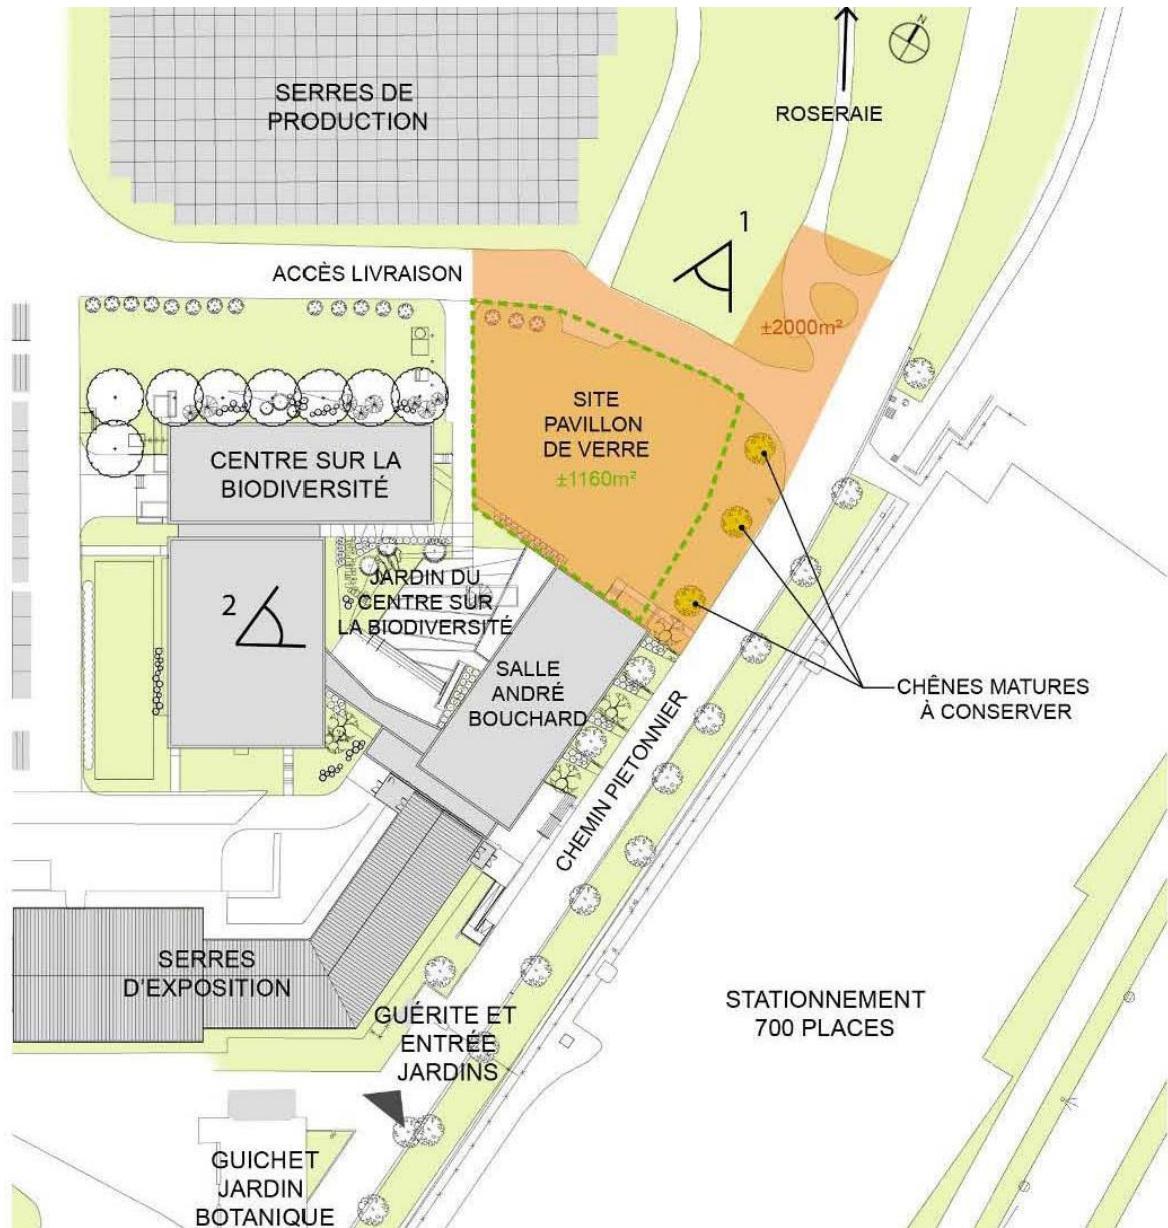 N
SERRES DE
PRODUCTION
ROSERAIE
1
ACCÈS LIVRAISON
±2000m²
SITE
PAVILLON
DE VERRE
±1160m²
CENTRE SUR LA
BIODIVERSITÉ
JARDIN DU
CENTRE SUR
LA BIODIVERSITÉ
2
SALLE
ANDRÉ
BOUCHARD
CHÊNES MATURES
À CONSERVER
CHEMIN PIETONNIER
SERRES
D'EXPOSITION
GUÉRITE ET
ENTRÉE
JARDINS
STATIONNEMENT
700 PLACES
GUICHET
JARDIN
BOTANIQUE